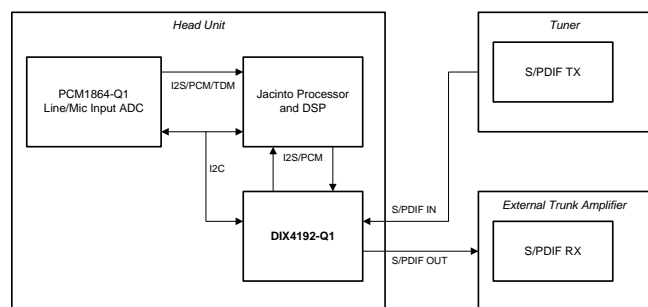 Head Unit
Tuner
PCM1864-Q1
Line/Mic Input ADC
I2S/PCM/TDM
Jacinto Processor
and DSP
S/PDIF TX
I2C
I2S/PCM
DIX4192-Q1
S/PDIF IN
S/PDIF OUT
External Trunk Amplifier
S/PDIF RX